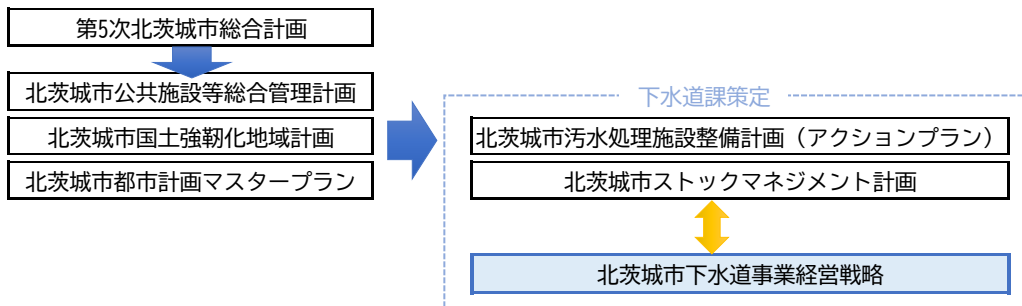 第5次北茨城市総合計画
北茨城市公共施設等総合管理計画
北茨城市国土強靭化地域計画
北茨城市都市計画マスタープラン
下水道課策定
北茨城市汚水処理施設整備計画（アクションプラン）
北茨城市ストックマネジメント計画
北茨城市下水道事業経営戦略